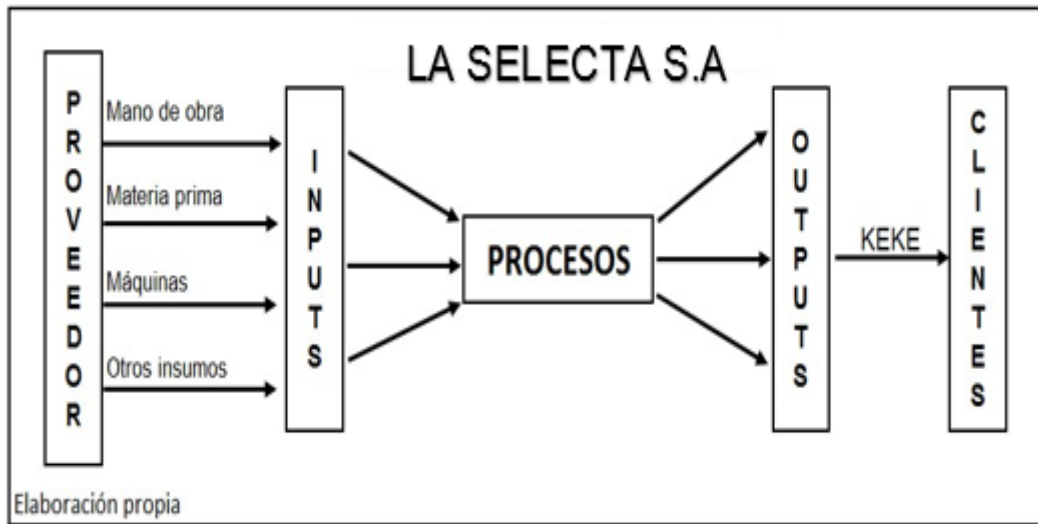 LA SELECTA S.A
PROVEEDOR
Mano de obra
Materia prima
Máquinas
Otros insumos
INPUTS
PROCESOS
OUTPUTS
KEKE
CLIENTES
Elaboración propia